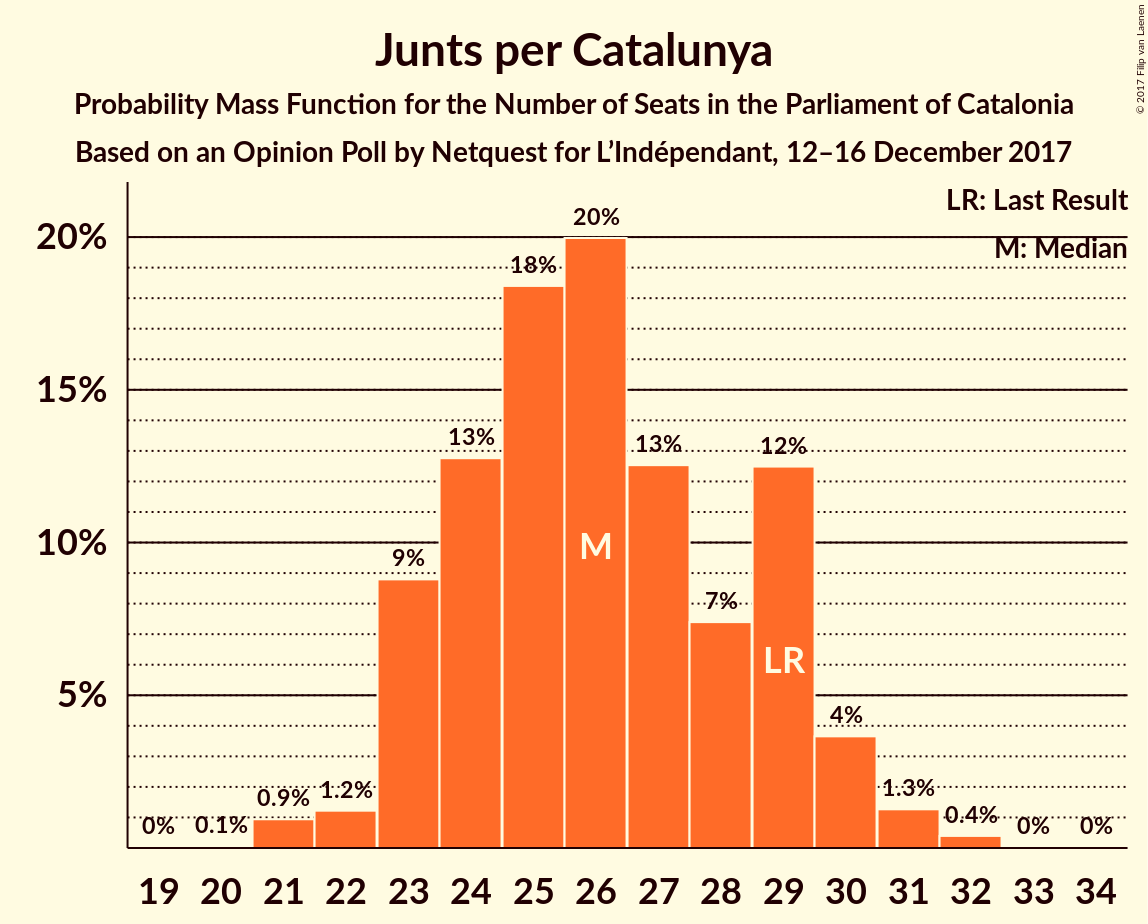 Junts per Catalunya
Probability Mass Function for the Number of Seats in the Parliament of Catalonia
Based on an Opinion Poll by Netquest for L’Indépendant, 12–16 December 2017
© 2017 Filip van Laenen
LR: Last Result
M: Median
20%
15%
10%
5%
0%
0.1%
0.9%
1.2%
9%
13%
18%
20%
13%
7%
12%
4%
1.3%
0.4%
0%
0%
M
LR
19 20 21 22 23 24 25 26 27 28 29 30 31 32 33 34